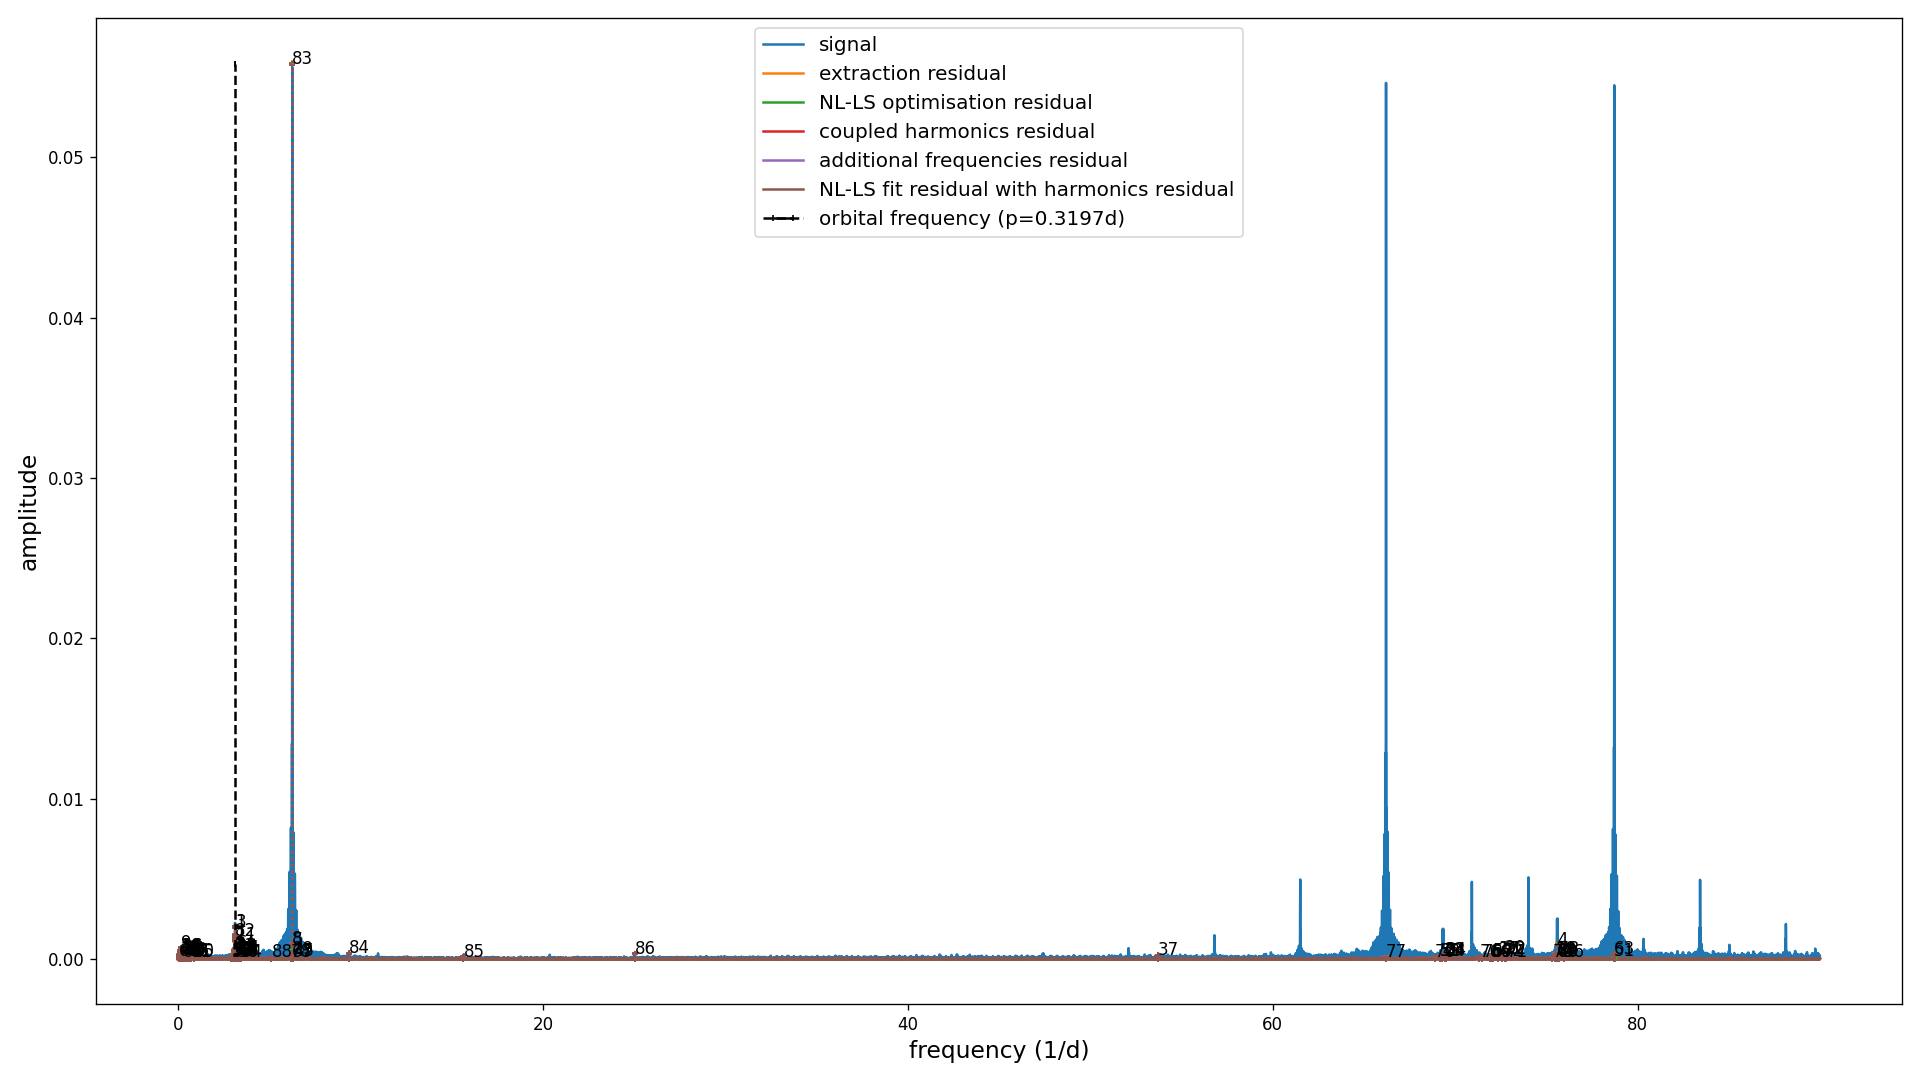 signal
extraction residual
NL-LS optimisation residual
coupled harmonics residual
additional frequencies residual
NL-LS fit residual with harmonics residual
orbital frequency (p=0.3197d)
83
0.05
0.04
0.03
0.02
0.01
0.00
84
85
86
37
77
4
0
20
40
60
80
frequency (1/d)
amplitude